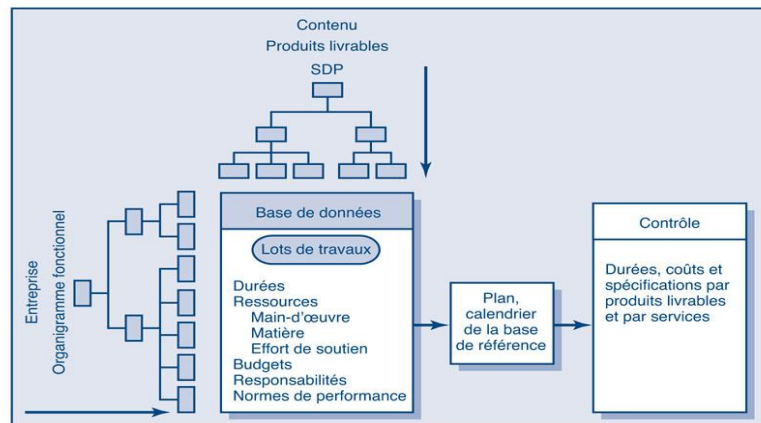 Contenu
Produits livrables
SDP
Entreprise
Organigramme fonctionnel
Base de données
Lots de travaux
Durées
Ressources
Main-d'œuvre
Matière
Effort de soutien
Budgets
Responsabilités
Normes de performance
Plan,
calendrier
de la base
de référence
Contrôle
Durées, coûts et
spécifications par
produits livrables
et par services